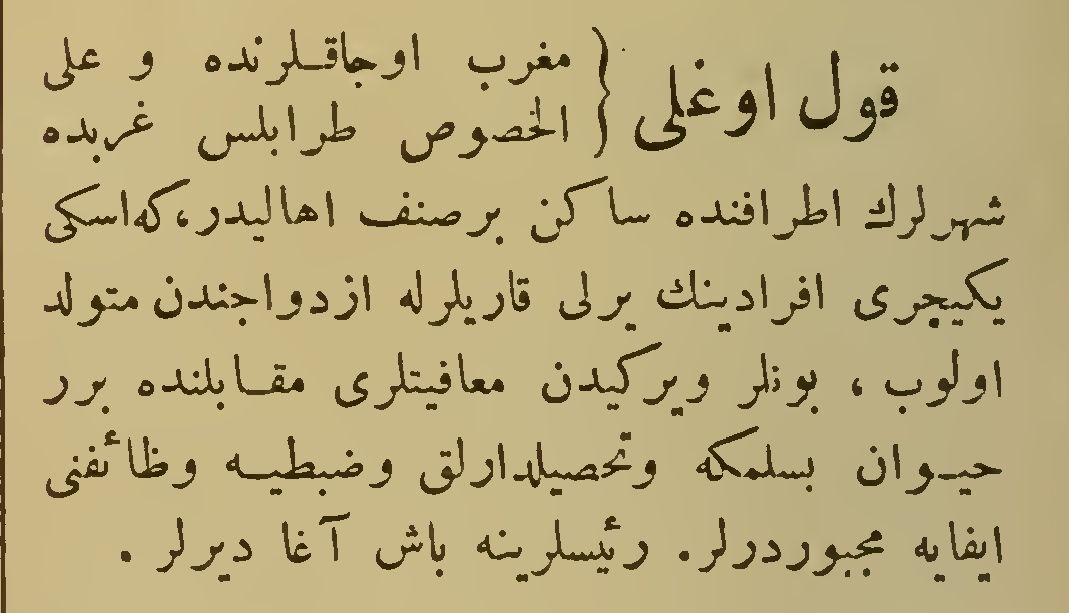 قول اوغلی { مغرب اوجاقلرنده و علی
الخصوص طرابلس غربده
شهرلرك اطرافنده ساكن برصنف اهالیدر، كه اسكی
یكیچری افرادینك یرلی قاریلرله ازدواجندن متولد
اولوب ، بونلر ویركیدن معافیتلری مقابلنده برر
حیوان بسلمكه وتحصیلدارلق وضبطیه وظائفنی
ایفایه مجبوردرلر. رئیسلرینه باش آغا دیرلر .